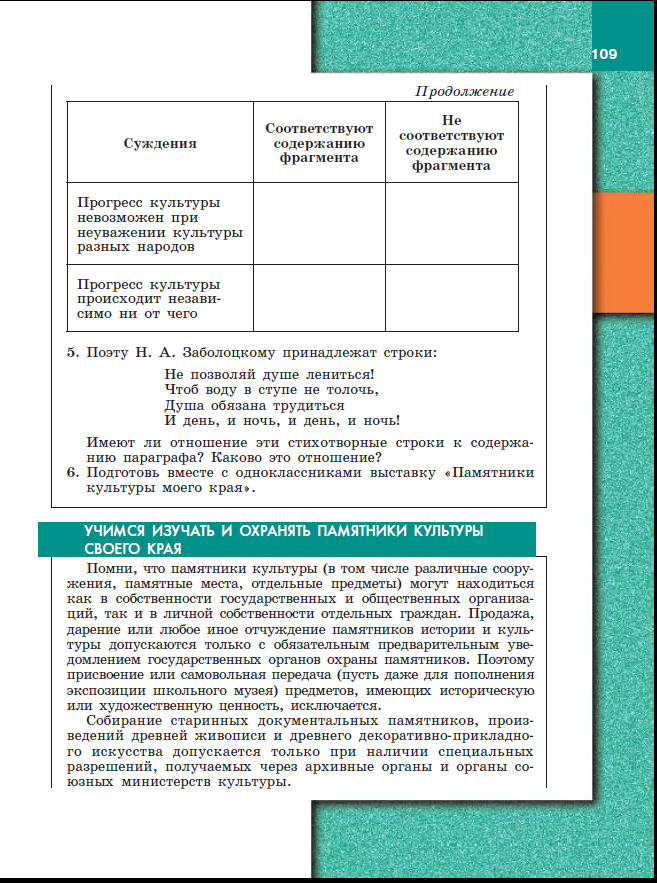 109
Продолжение
Суждения
Соответствуют
содержанию
фрагмента
Не
соответствуют
содержанию
фрагмента
Прогресс культуры
невозможен при
неуважении культуры
разных народов
Прогресс культуры
происходит незави-
симо ни от чего
5. Поэту Н. А. Заболоцкому принадлежат строки:
Не позволяй душе лениться!
Чтоб воду в ступе не толочь,
Душа обязана трудиться
И день, и ночь, и день, и ночь!
Имеют ли отношение эти стихотворные строки к содержа-
нию параграфа? Каково это отношение?
6. Подготовь вместе с одноклассниками выставку «Памятники
культуры моего края».
УЧИМСЯ ИЗУЧАТЬ И ОХРАНЯТЬ ПАМЯТНИКИ КУЛЬТУРЫ
СВОЕГО КРАЯ
Помни, что памятники культуры (в том числе различные соору-
жения, памятные места, отдельные предметы) могут находиться
как в собственности государственных и общественных организа-
ций, так и в личной собственности отдельных граждан. Продажа,
дарение или любое иное отчуждение памятников истории и куль-
туры допускаются только с обязательным предварительным уве-
домлением государственных органов охраны памятников. Поэтому
присвоение или самовольная передача (пусть даже для пополнения
экспозиции школьного музея) предметов, имеющих историческую
или художественную ценность, исключается.
Собирание старинных документальных памятников, произ-
ведений древней живописи и древнего декоративно-прикладно-
го искусства допускается только при наличии специальных
разрешений, получаемых через архивные органы и органы со-
юзных министерств культуры.